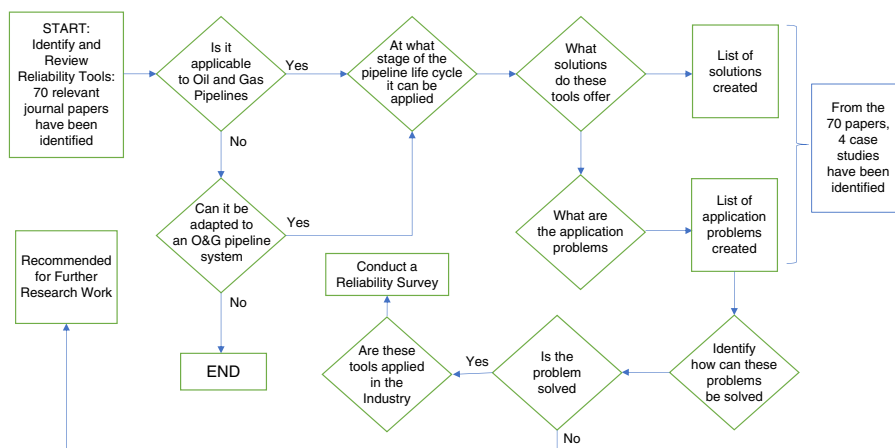 START:
Identify and
Review
Reliability Tools:
70 relevant
journal papers
have been
identified
Is it
applicable
to Oil and Gas
Pipelines
Yes
At what
stage of the
pipeline life cycle
it can be
applied
What
solutions
do these
tools offer
List of
solutions
created
From the
70 papers,
4 case
studies
have been
identified
No
Can it be
adapted to
an O&G pipeline
system
Yes
What are
the application
problems
List of
application
problems
created
Recommended
for Further
Research Work
Conduct a
Reliability Survey
No
END
Are these
tools applied
in the
Industry
Yes
Is the
problem
solved
Identify
how can these
problems
be solved
No